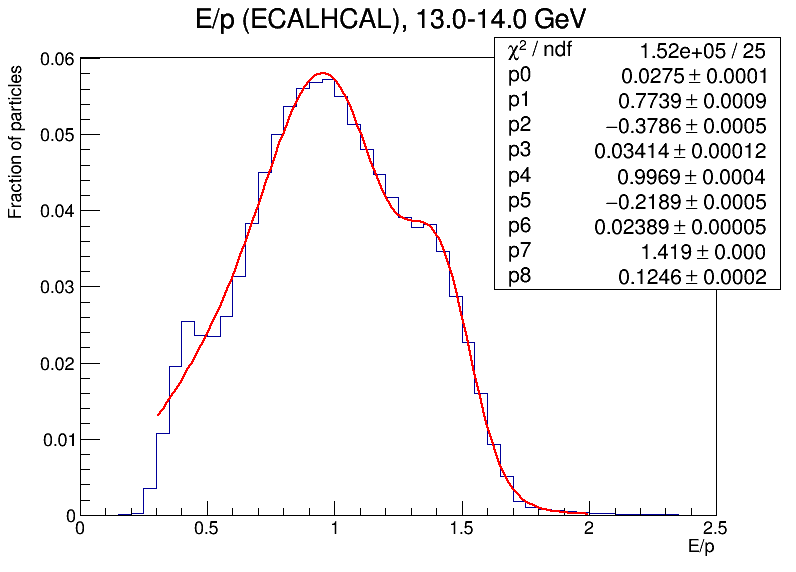 E/p (ECALHCAL), 13.0-14.0 GeV
χ² / ndf 1.52e+05 / 25
p0 0.0275 ± 0.0001
p1 0.7739 ± 0.0009
p2 −0.3786 ± 0.0005
p3 0.03414 ± 0.00012
p4 0.9969 ± 0.0004
p5 −0.2189 ± 0.0005
p6 0.02389 ± 0.00005
p7 1.419 ± 0.000
p8 0.1246 ± 0.0002
Fraction of particles
0.06
0.05
0.04
0.03
0.02
0.01
0
0 0.5 1 1.5 2 2.5
E/p